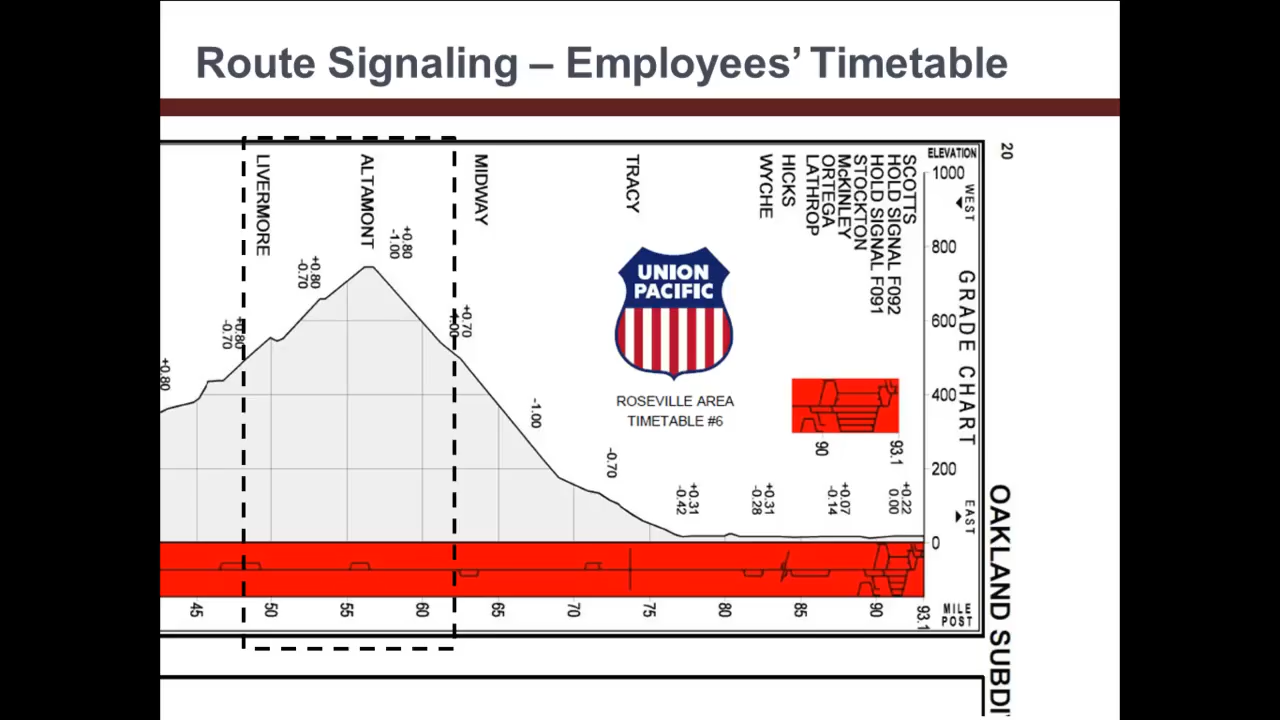 Route Signaling – Employees’ Timetable
20
LIVERMORE
ALTAMONT
MIDWAY
TRACY
WYCHE
HICKS
LATHROP
ORTEGA
McKINLEY
STOCKTON
HOLD SIGNAL F091
HOLD SIGNAL F092
SCOTTS
ELEVATION
1000
800
600
400
200
0
WEST
GRADE CHART
EAST
UNION
PACIFIC
ROSEVILLE AREA
TIMETABLE #6
90
93.1
+0.80
+0.80
-0.70
+0.80
-0.70
+0.80
-1.00
+0.70
-1.00
-0.70
+0.31
-0.42
+0.31
-0.28
+0.07
-0.14
+0.22
0.00
45
50
55
60
65
70
75
80
85
90
93.1
MILE
POST
OAKLAND SUBDI